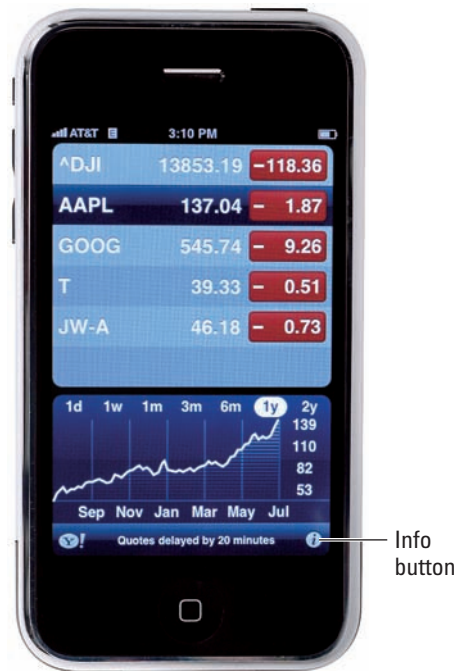 AT&T E 3:10 PM
^DJI 13853.19 −118.36
AAPL 137.04 − 1.87
GOOG 545.74 − 9.26
T 39.33 − 0.51
JW-A 46.18 − 0.73
1d 1w 1m 3m 6m 1y 2y
139
110
82
53
Sep Nov Jan Mar May Jul
Y! Quotes delayed by 20 minutes i
Info
button